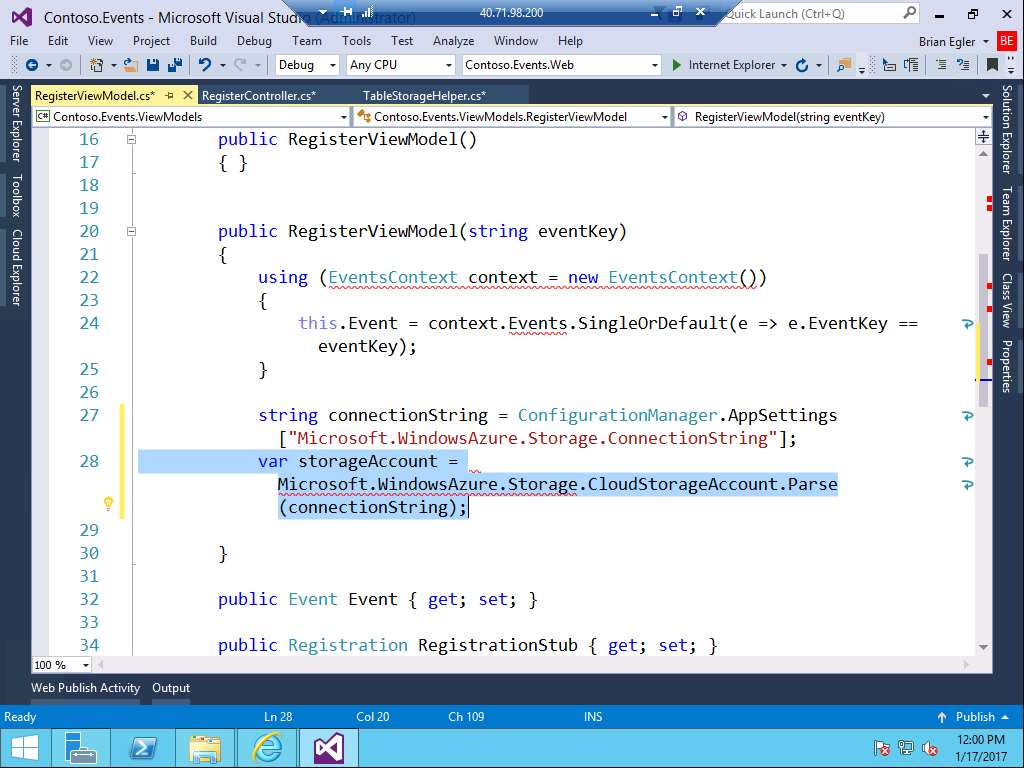 Contoso.Events - Microsoft Visual Studio (Administrator)
40.71.98.200
Quick Launch (Ctrl+Q)
File Edit View Project Build Debug Team Tools Test Analyze Window Help
Brian Egler
BE
Debug Any CPU Contoso.Events.Web Internet Explorer
RegisterViewModel.cs* RegisterController.cs* TableStorageHelper.cs*
C# Contoso.Events.ViewModels Contoso.Events.ViewModels.RegisterViewModel RegisterViewModel(string eventKey)
Server Explorer
Toolbox
Cloud Explorer
16 public RegisterViewModel()
17 { }
18
19
20 public RegisterViewModel(string eventKey)
21 {
22 using (EventsContext context = new EventsContext())
23 {
24 this.Event = context.Events.SingleOrDefault(e => e.EventKey ==
eventKey);
25 }
26
27 string connectionString = ConfigurationManager.AppSettings
["Microsoft.WindowsAzure.Storage.ConnectionString"];
28 var storageAccount =
Microsoft.WindowsAzure.Storage.CloudStorageAccount.Parse
(connectionString);
29
30 }
31
32 public Event Event { get; set; }
33
34 public Registration RegistrationStub { get; set; }
Solution Explorer
Team Explorer
Class View
Properties
100 %
Web Publish Activity Output
Ready Ln 28 Col 20 Ch 109 INS Publish
12:00 PM
1/17/2017